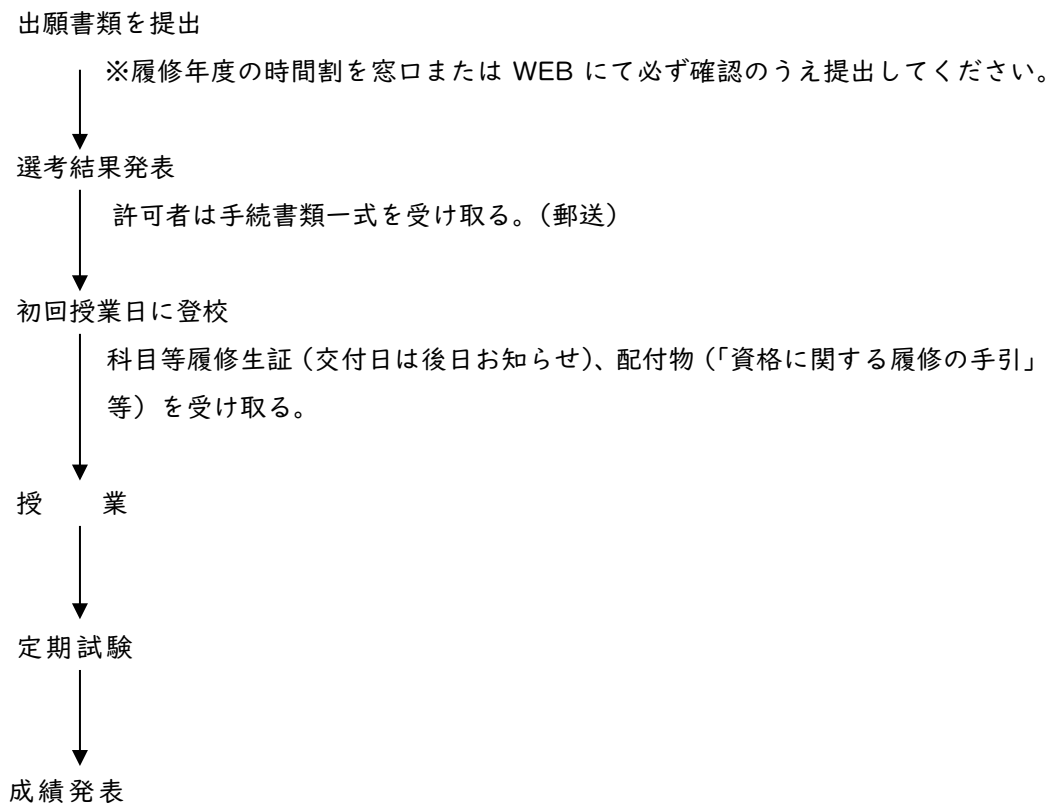 出願書類を提出
※履修年度の時間割を窓口または WEB にて必ず確認のうえ提出してください。
選考結果発表
許可者は手続書類一式を受け取る。(郵送)
初回授業日に登校
科目等履修生証(交付日は後日お知らせ)、配付物(「資格に関する履修の手引」
等)を受け取る。
授　　業
定期試験
成績発表